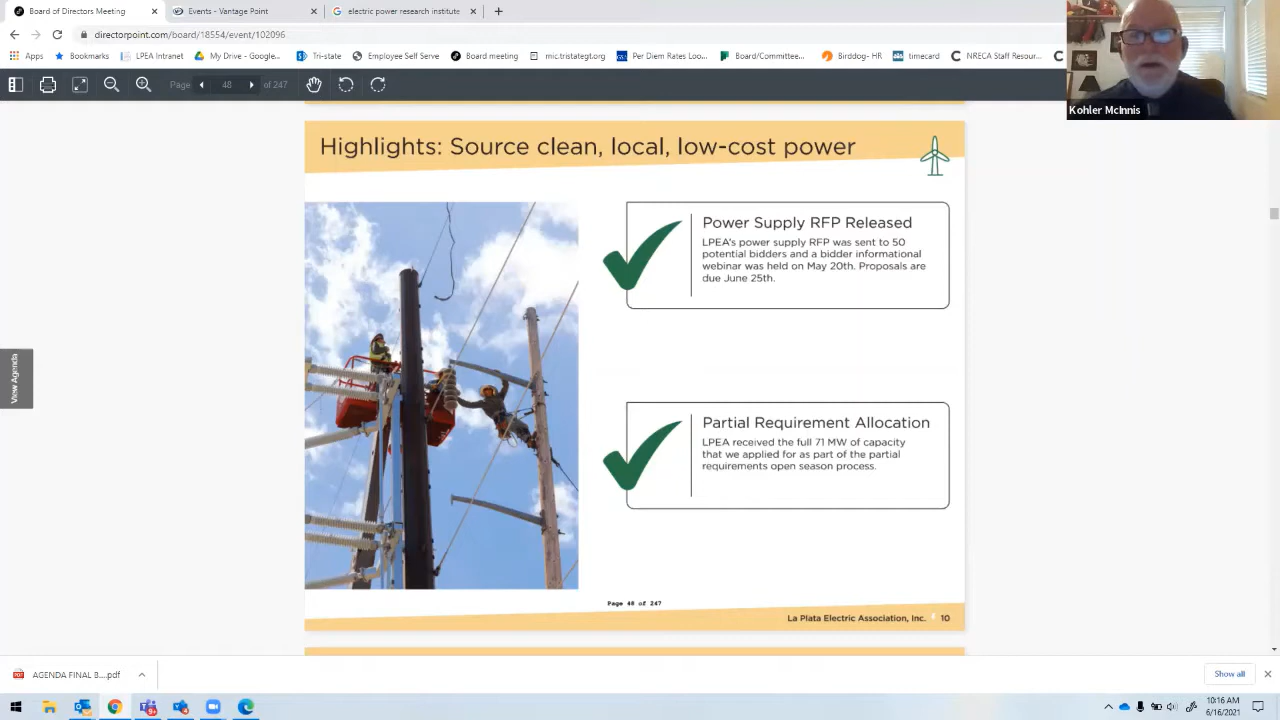 Board of Directors Meeting
Events - Vantage Point
electric power research institute
directorpoint.com/board/18554/event/102096
Apps
Bookmarks
LPEA Intranet
My Drive - Google...
Tri-state
Employee Self Serve
Board meeting
mic.tristategt.org
Per Diem Rates Loo...
Board/Committee...
Birddog- HR
timecard
NRECA Staff Resour...
Page
48
of 247
Kohler McInnis
View Agenda
Highlights: Source clean, local, low-cost power
Power Supply RFP Released
LPEA's power supply RFP was sent to 50
potential bidders and a bidder informational
webinar was held on May 20th. Proposals are
due June 25th.
Partial Requirement Allocation
LPEA received the full 71 MW of capacity
that we applied for as part of the partial
requirements open season process.
Page 48 of 247
La Plata Electric Association, Inc.
10
AGENDA FINAL B....pdf
Show all
10:16 AM
6/16/2021